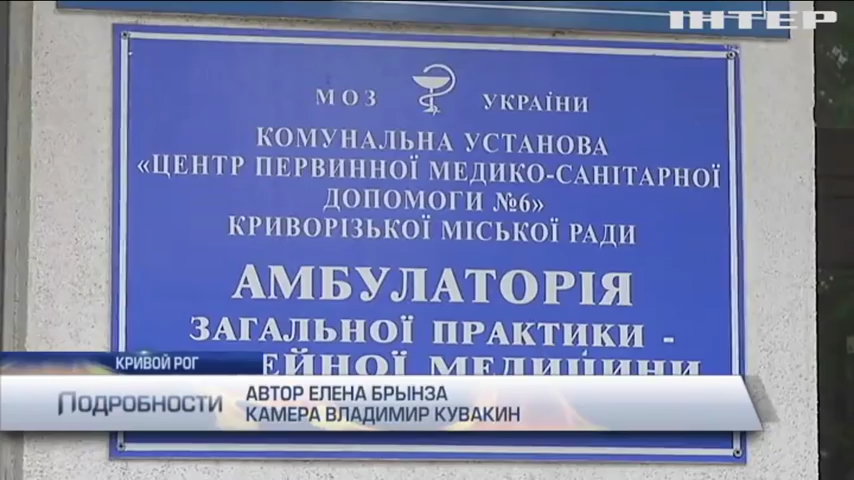 ІНТЕР
МОЗ УКРАЇНИ
КОМУНАЛЬНА УСТАНОВА
«ЦЕНТР ПЕРВИННОЇ МЕДИКО-САНІТАРНОЇ
ДОПОМОГИ №6»
КРИВОРІЗЬКОЇ МІСЬКОЇ РАДИ
АМБУЛАТОРІЯ
ЗАГАЛЬНОЇ ПРАКТИКИ -
МЕДИЦИНИ
КРИВОЙ РОГ
ПОДРОБНОСТИ
АВТОР ЕЛЕНА БРЫНЗА
КАМЕРА ВЛАДИМИР КУВАКИН